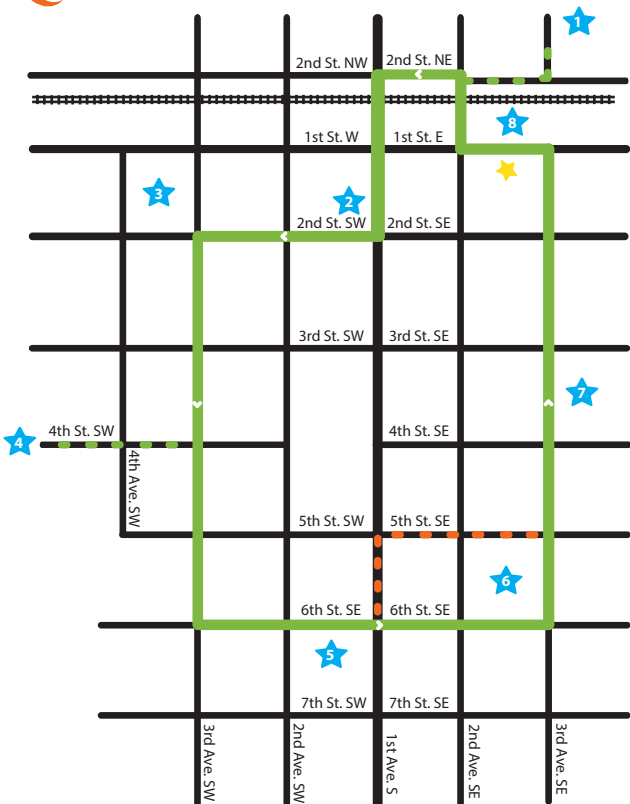 1
2nd St. NW
2nd St. NE
8
1st St. W
1st St. E
3
2
2nd St. SW
2nd St. SE
3rd St. SW
3rd St. SE
7
4
4th St. SW
4th St. SE
4th Ave. SW
5th St. SW
5th St. SE
6
6th St. SE
6th St. SE
5
7th St. SW
7th St. SE
3rd Ave. SW
2nd Ave. SW
1st Ave. S
2nd Ave. SE
3rd Ave. SE